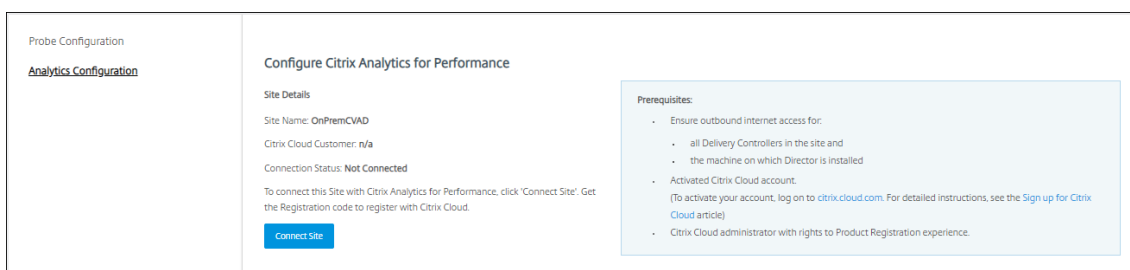 Probe Configuration
Analytics Configuration
Configure Citrix Analytics for Performance
Site Details
Site Name: OnPremCVAD
Citrix Cloud Customer: n/a
Connection Status: Not Connected
To connect this Site with Citrix Analytics for Performance, click 'Connect Site'. Get
the Registration code to register with Citrix Cloud.
Connect Site
Prerequisites:
• Ensure outbound internet access for:
• all Delivery Controllers in the site and
• the machine on which Director is installed
• Activated Citrix Cloud account.
(To activate your account, log on to citrix.cloud.com. For detailed instructions, see the Sign up for Citrix
Cloud article)
• Citrix Cloud administrator with rights to Product Registration experience.